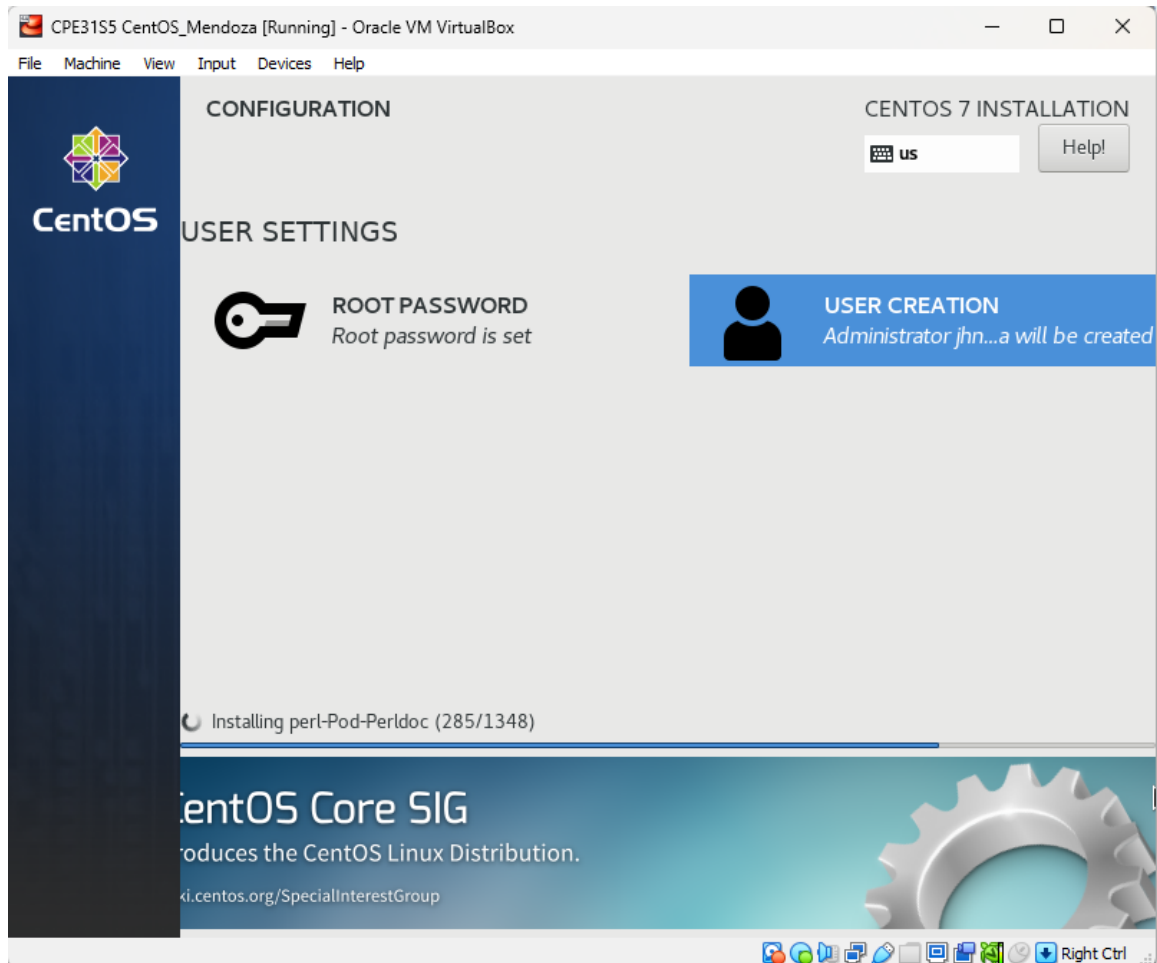 CPE31S5 CentOS_Mendoza [Running] - Oracle VM VirtualBox
File Machine View Input Devices Help
CONFIGURATION
CENTOS 7 INSTALLATION
us
Help!
CentOS
USER SETTINGS
ROOT PASSWORD
Root password is set
USER CREATION
Administrator jhn...a will be created
Installing perl-Pod-Perldoc (285/1348)
entOS Core SIG
roduces the CentOS Linux Distribution.
ki.centos.org/SpecialInterestGroup
Right Ctrl